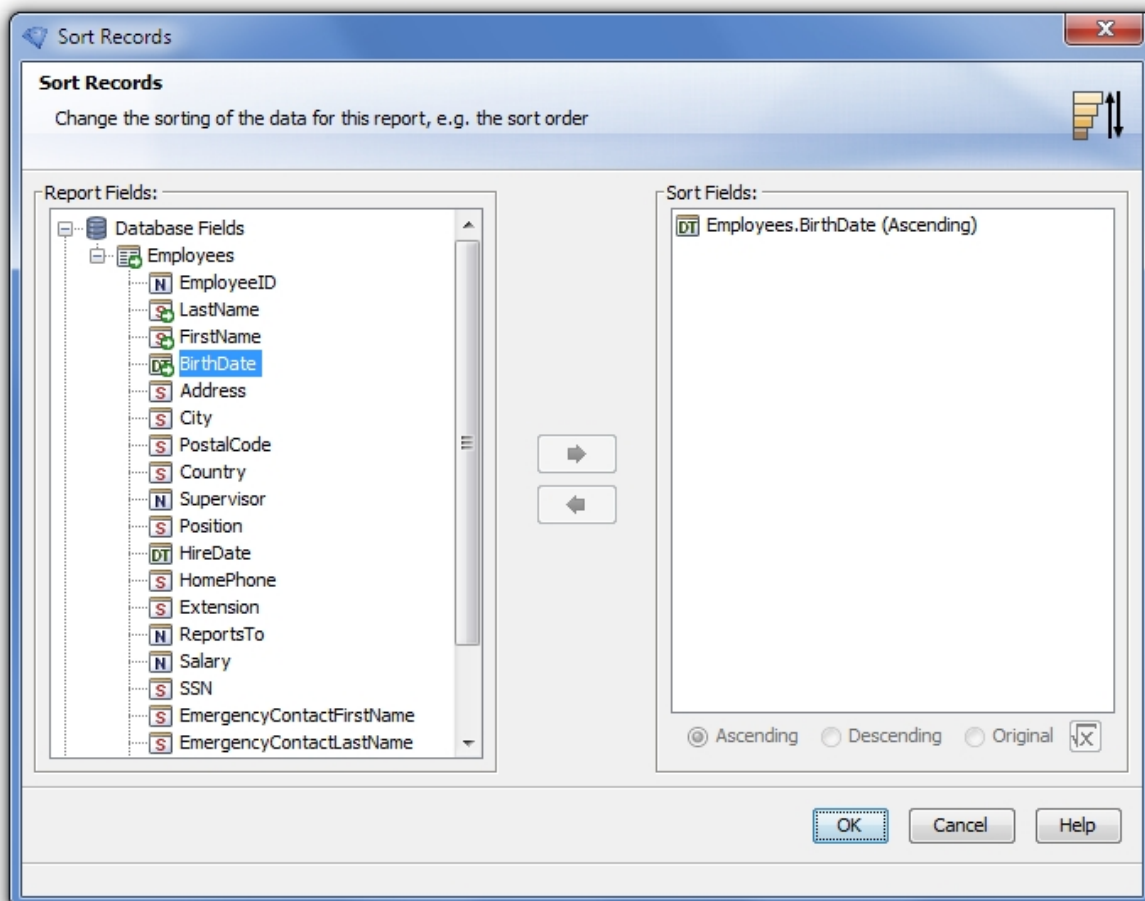 Sort Records
Sort Records
Change the sorting of the data for this report, e.g. the sort order
Report Fields:
Database Fields
Employees
N EmployeeID
S LastName
S FirstName
DT BirthDate
S Address
S City
S PostalCode
S Country
N Supervisor
S Position
DT HireDate
S HomePhone
S Extension
N ReportsTo
N Salary
S SSN
S EmergencyContactFirstName
S EmergencyContactLastName
Sort Fields:
DT Employees.BirthDate (Ascending)
Ascending Descending Original √x
OK Cancel Help